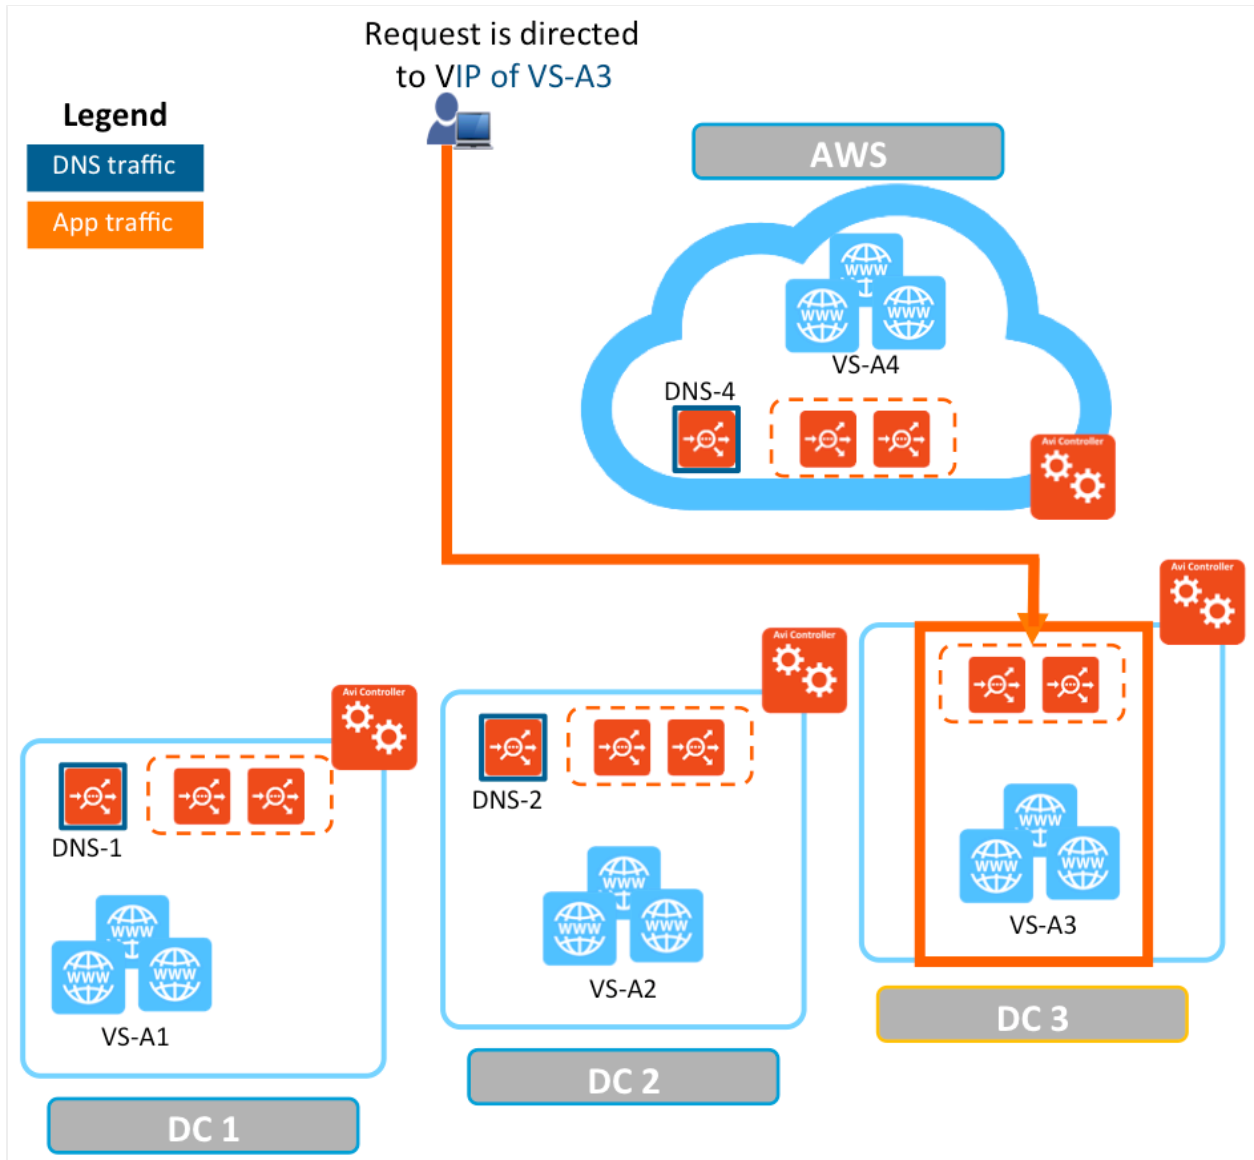 Request is directed
to VIP of VS-A3
Legend
DNS traffic
App traffic
AWS
WWW
WWW
WWW
VS-A4
DNS-4
Avi Controller
Avi Controller
VS-A3
WWW
WWW
WWW
DC 3
Avi Controller
DNS-2
WWW
WWW
WWW
VS-A2
DC 2
Avi Controller
DNS-1
WWW
WWW
WWW
VS-A1
DC 1